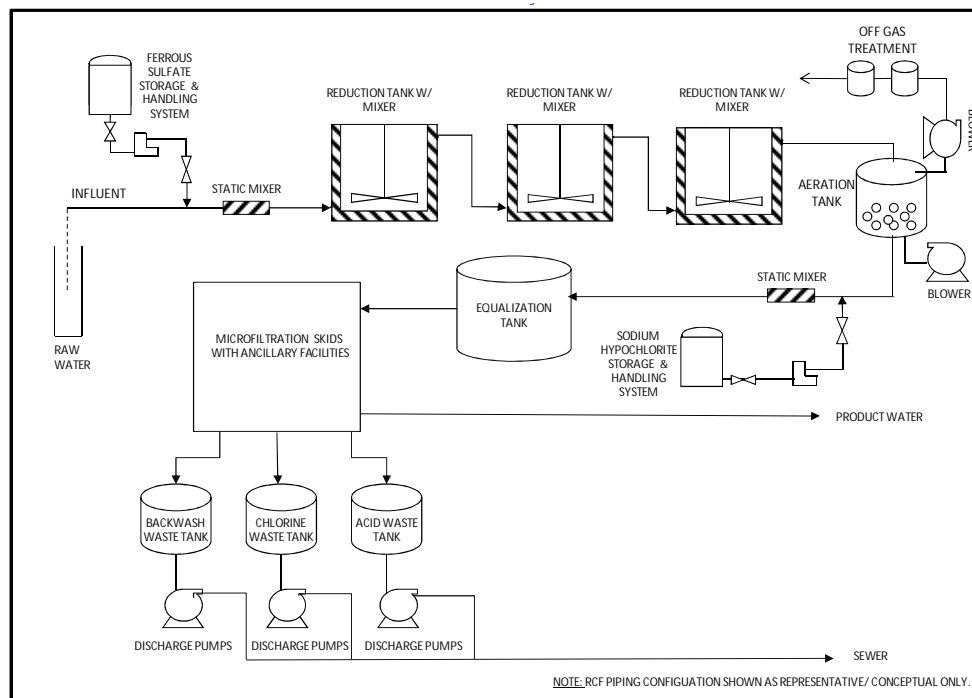 OFF GAS
TREATMENT
FERROUS
SULFATE
STORAGE &
HANDLING
SYSTEM
REDUCTION TANK W/
MIXER
REDUCTION TANK W/
MIXER
REDUCTION TANK W/
MIXER
BLOWER
INFLUENT
STATIC MIXER
AERATION
TANK
STATIC MIXER
BLOWER
EQUALIZATION
TANK
MICROFILTRATION SKIDS
WITH ANCILLARY FACILITIES
RAW
WATER
SODIUM
HYPOCHLORITE
STORAGE &
HANDLING
SYSTEM
PRODUCT WATER
BACKWASH
WASTE TANK
CHLORINE
WASTE TANK
ACID WASTE
TANK
DISCHARGE PUMPS
DISCHARGE PUMPS
DISCHARGE PUMPS
SEWER
NOTE: RCF PIPING CONFIGUATION SHOWN AS REPRESENTATIVE/ CONCEPTUAL ONLY.